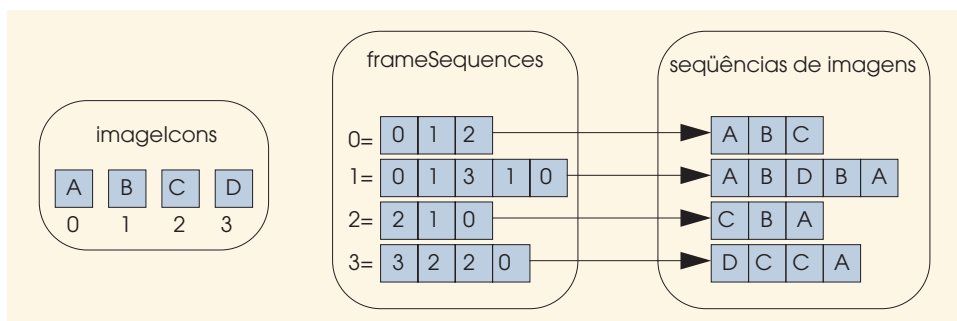 imageIcons
A B C D
0 1 2 3
frameSequences
0= 0 1 2
1= 0 1 3 1 0
2= 2 1 0
3= 3 2 2 0
seqüências de imagens
A B C
A B D B A
C B A
D C C A